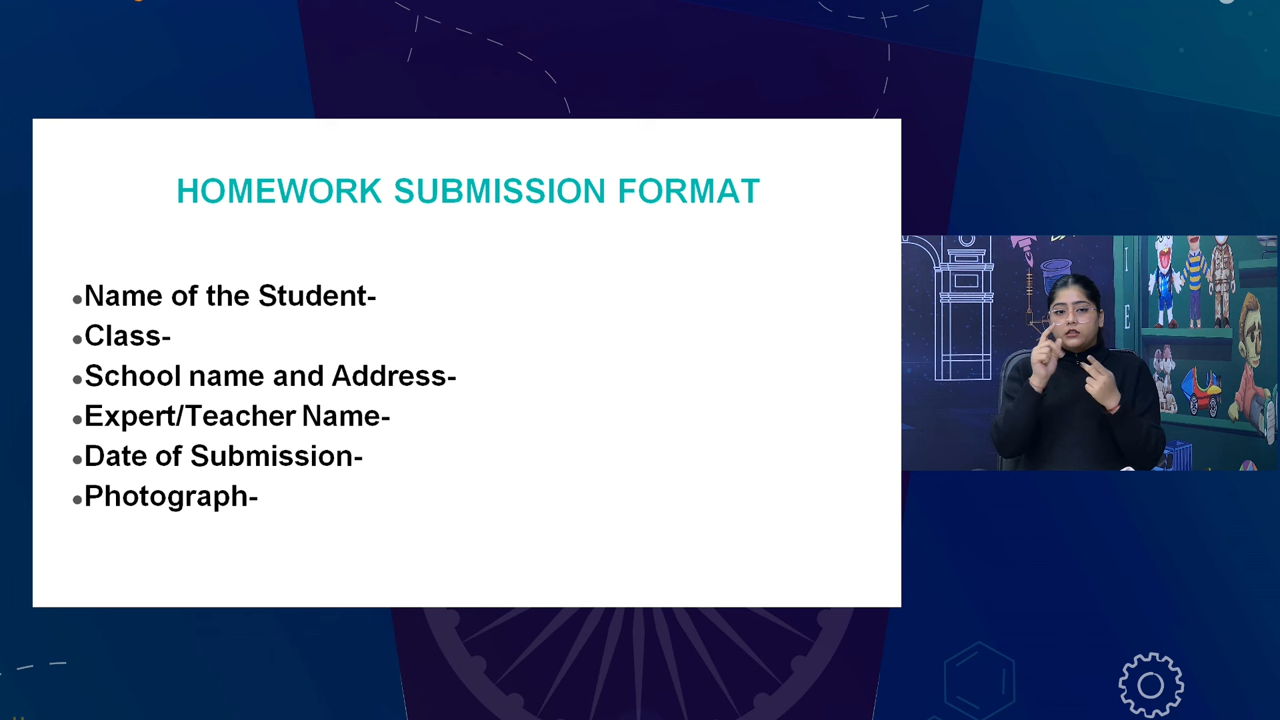 HOMEWORK SUBMISSION FORMAT
●Name of the Student-
●Class-
●School name and Address-
●Expert/Teacher Name-
●Date of Submission-
●Photograph-
I
E